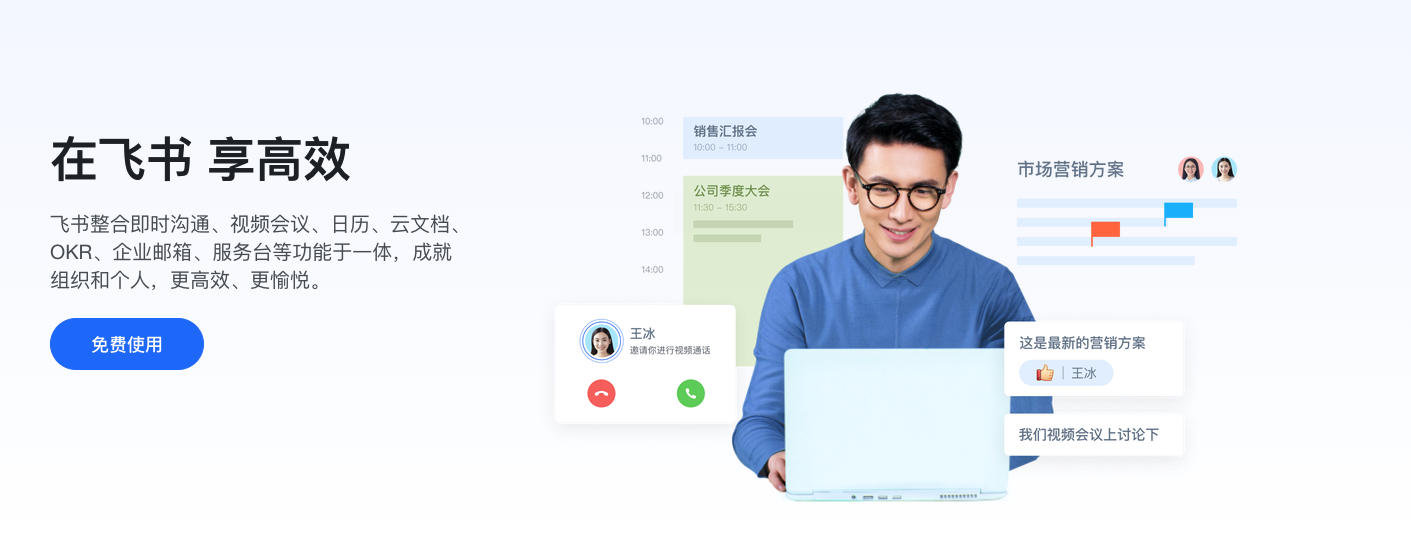 在飞书 享高效
飞书整合即时沟通、视频会议、日历、云文档、
OKR、企业邮箱、服务台等功能于一体，成就
组织和个人，更高效、更愉悦。
免费使用
10:00
11:00
12:00
13:00
14:00
销售汇报会
10:00 – 11:00
公司季度大会
11:30 – 15:30
王冰
邀请你进行视频通话
市场营销方案
这是最新的营销方案
王冰
我们视频会议上讨论下